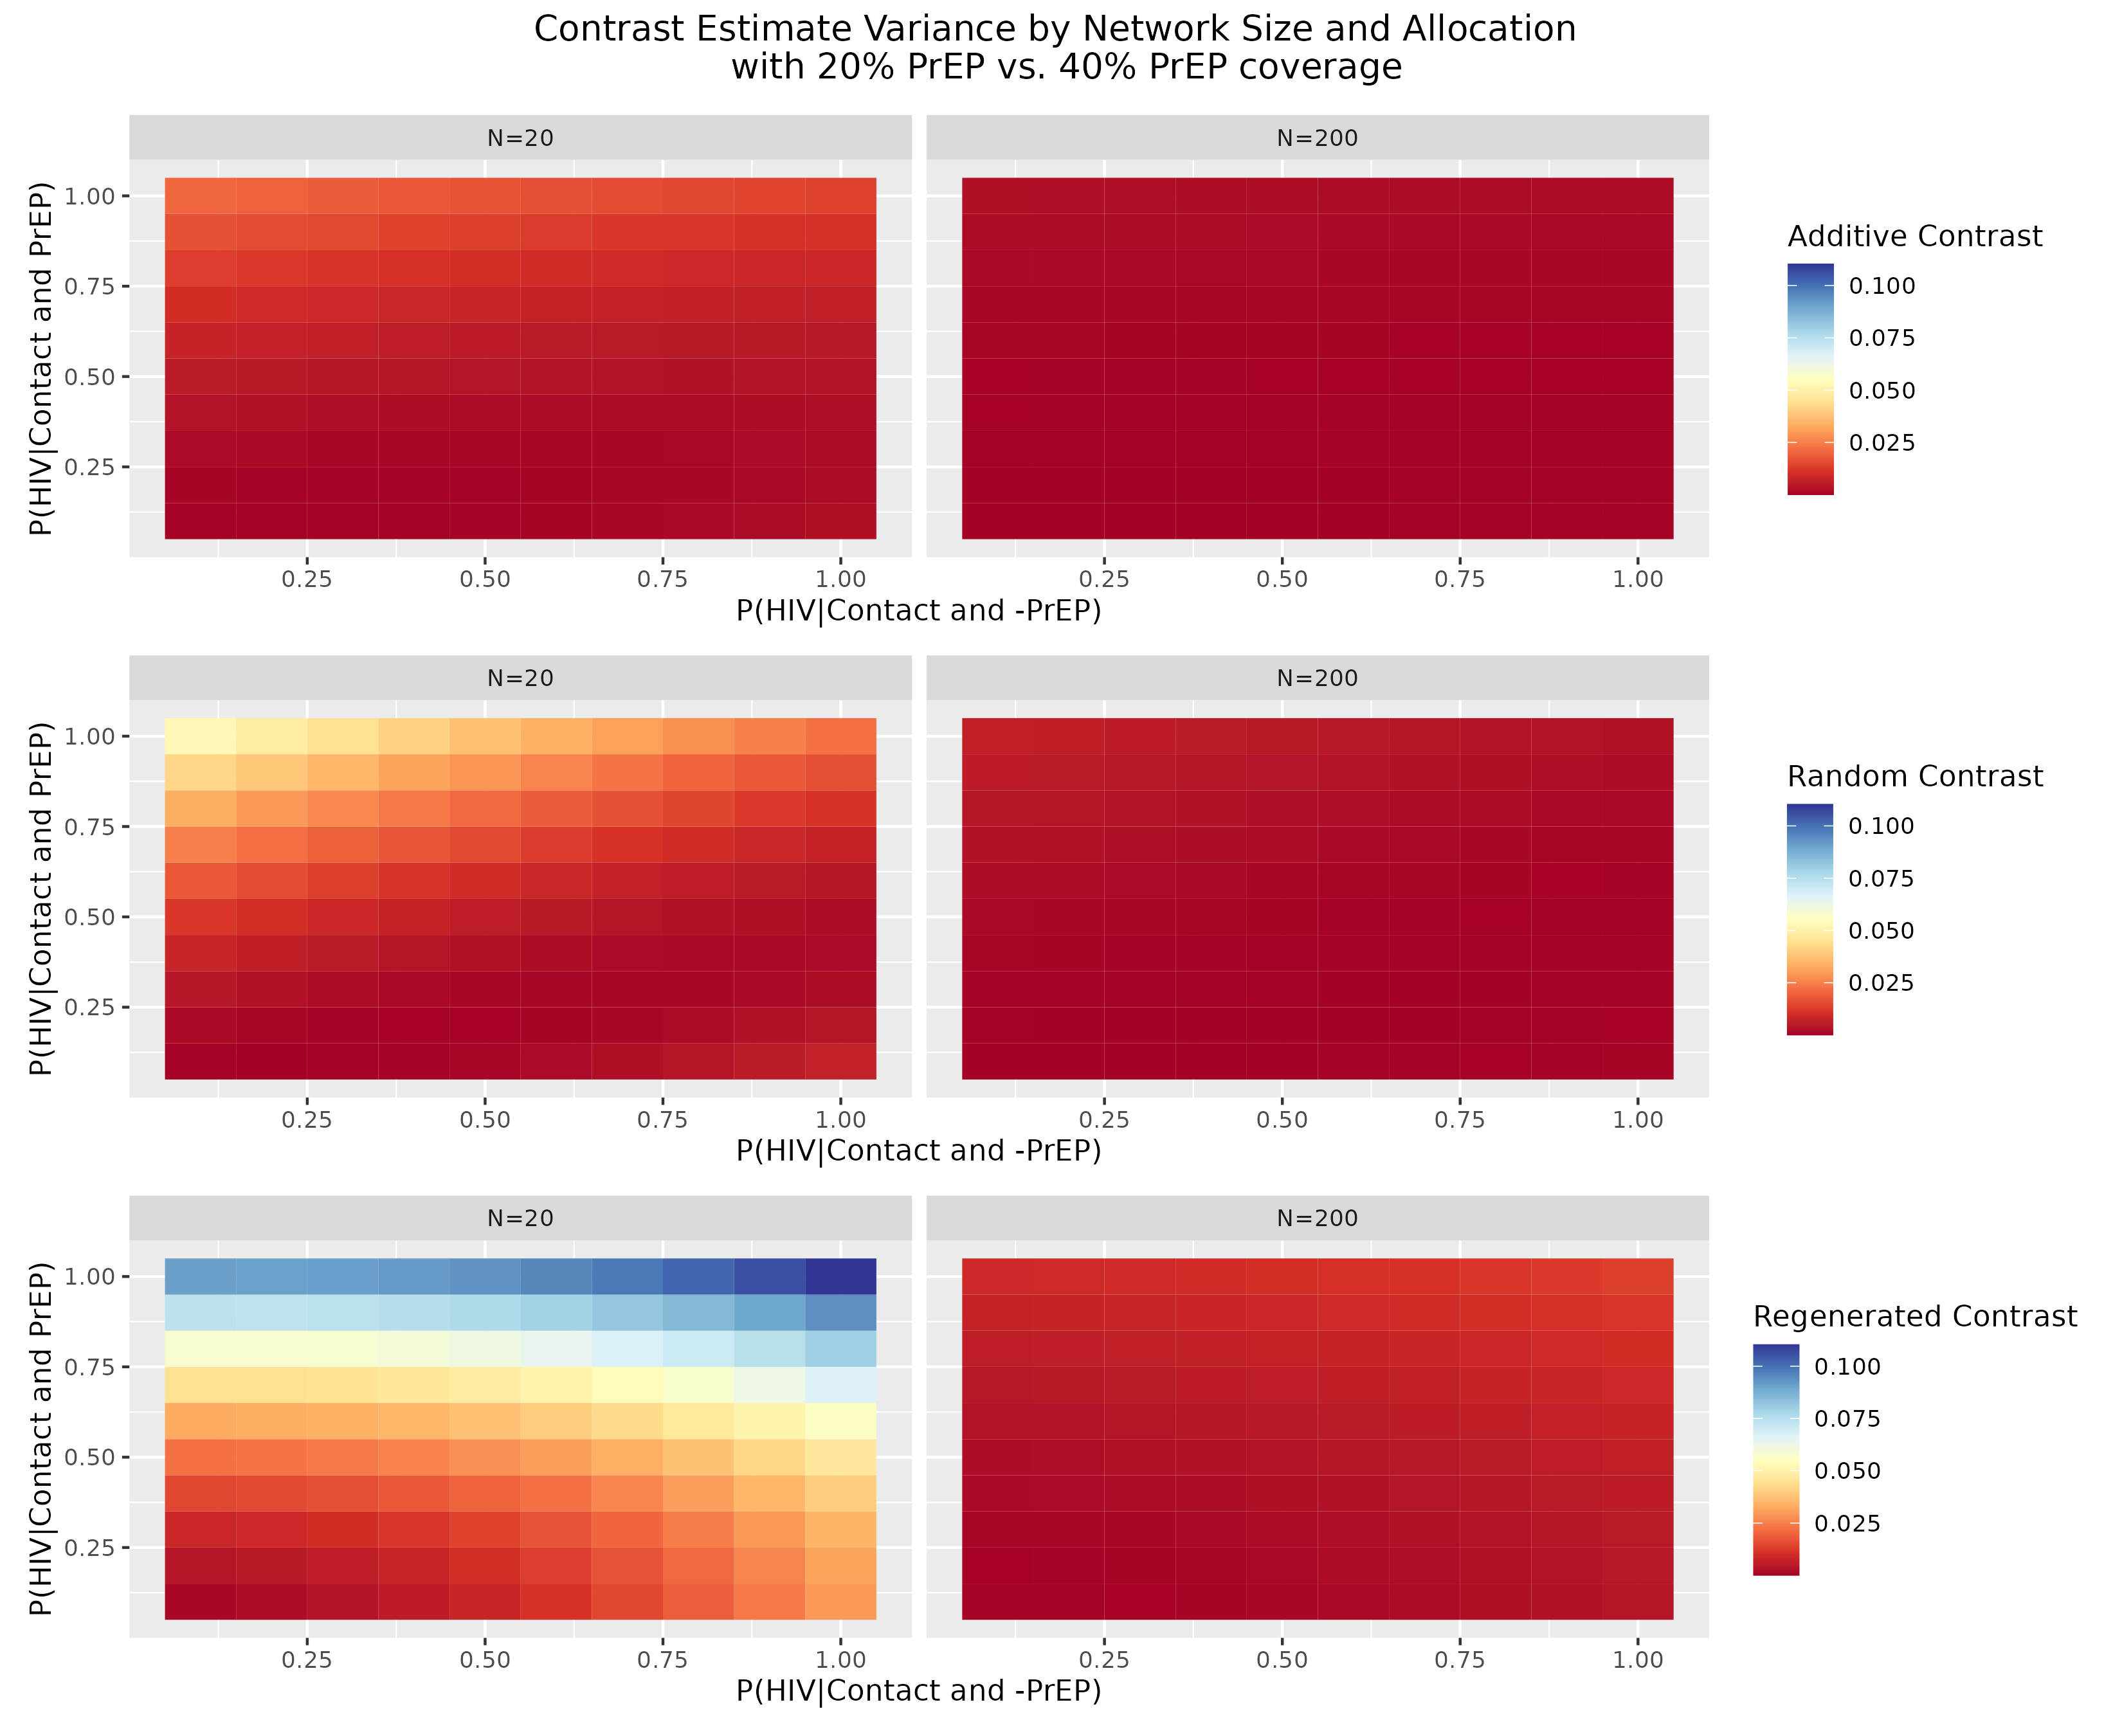 Contrast Estimate Variance by Network Size and Allocation
with 20% PrEP vs. 40% PrEP coverage
N=20
N=200
P(HIV|Contact and PrEP)
1.00
0.75
0.50
0.25
0.25
0.50
0.75
1.00
0.25
0.50
0.75
1.00
P(HIV|Contact and -PrEP)
Additive Contrast
0.100
0.075
0.050
0.025
N=20
N=200
P(HIV|Contact and PrEP)
1.00
0.75
0.50
0.25
0.25
0.50
0.75
1.00
0.25
0.50
0.75
1.00
P(HIV|Contact and -PrEP)
Random Contrast
0.100
0.075
0.050
0.025
N=20
N=200
P(HIV|Contact and PrEP)
1.00
0.75
0.50
0.25
0.25
0.50
0.75
1.00
0.25
0.50
0.75
1.00
P(HIV|Contact and -PrEP)
Regenerated Contrast
0.100
0.075
0.050
0.025